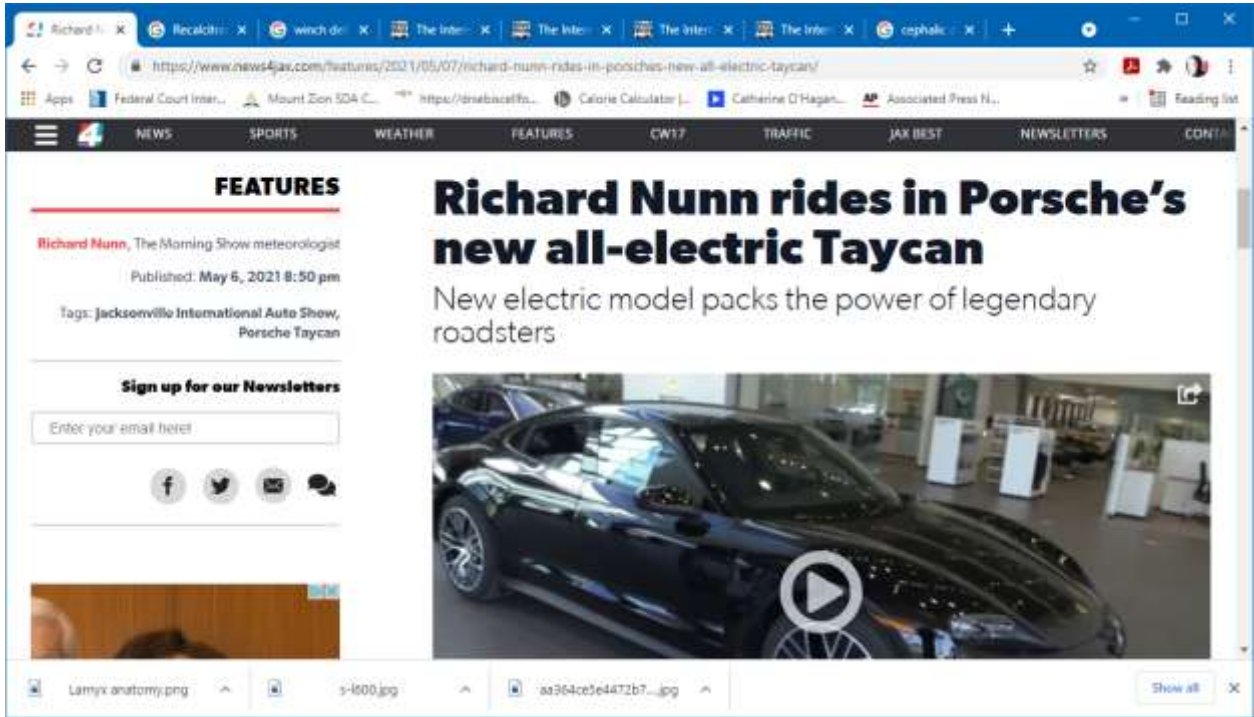 Richard N
Recalcitr
winch de
The Inter
The Inter
The Inter
The Inter
cephalic
https://www.news4jax.com/features/2021/05/07/richard-nunn-rides-in-porsches-new-all-electric-taycan/
Apps
Federal Court Inter...
Mount Zion SDA C...
Calorie Calculator |...
Catherine O'Hagan...
AP
Associated Press N...
Reading list
4
NEWS
SPORTS
WEATHER
FEATURES
CW17
TRAFFIC
JAX BEST
NEWSLETTERS
CONTA
FEATURES
Richard Nunn, The Morning Show meteorologist
Published: May 6, 2021 8:50 pm
Tags: Jacksonville International Auto Show,
Porsche Taycan
Sign up for our Newsletters
Enter your email here!
Richard Nunn rides in Porsche's
new all-electric Taycan
New electric model packs the power of legendary
roadsters
Larnyx anatomy.png
s-l600.jpg
aa364ce5e4472b7....jpg
Show all